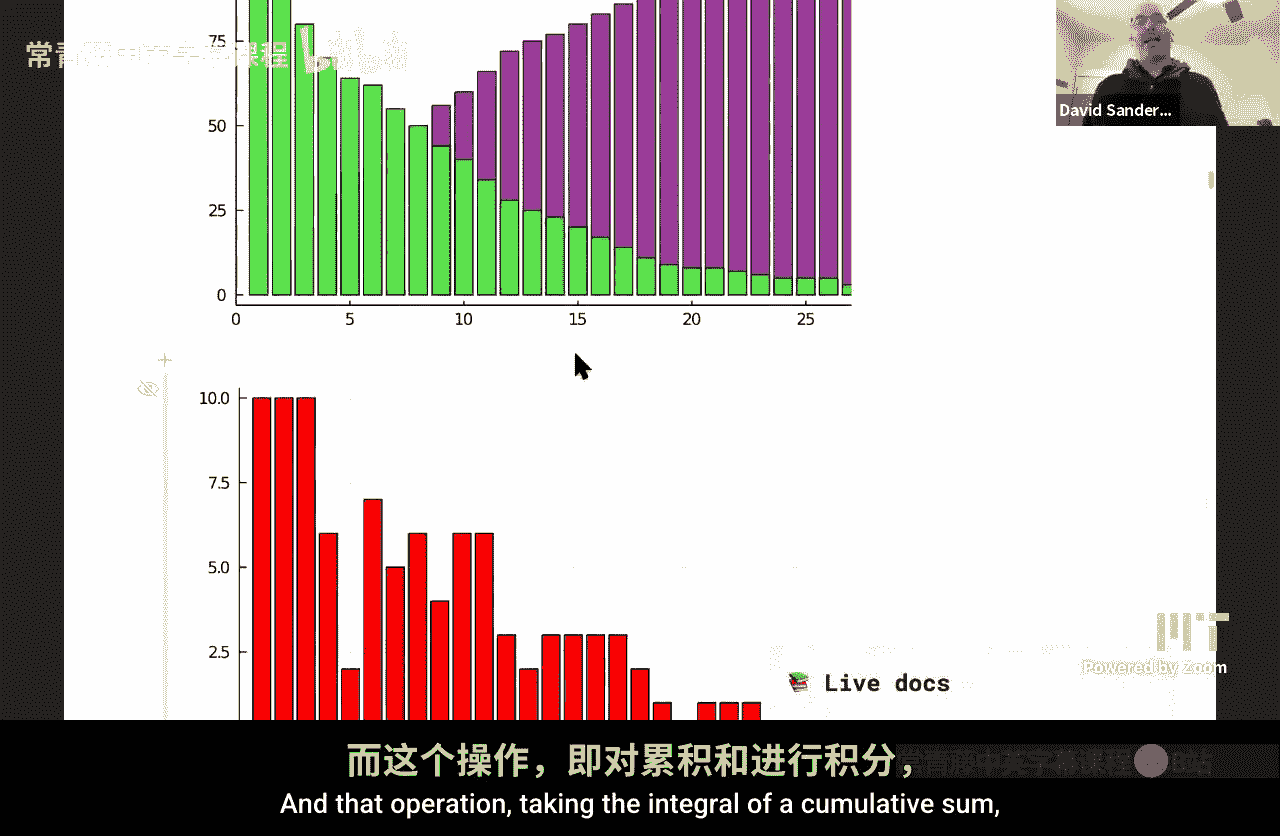 75
50
25
0
0 5 10 15 20 25
David Sander...
10.0
7.5
5.0
2.5
Live docs
MIT
Powered by Zoom
而这个操作，即对累积和进行积分，
And that operation, taking the integral of a cumulative sum,